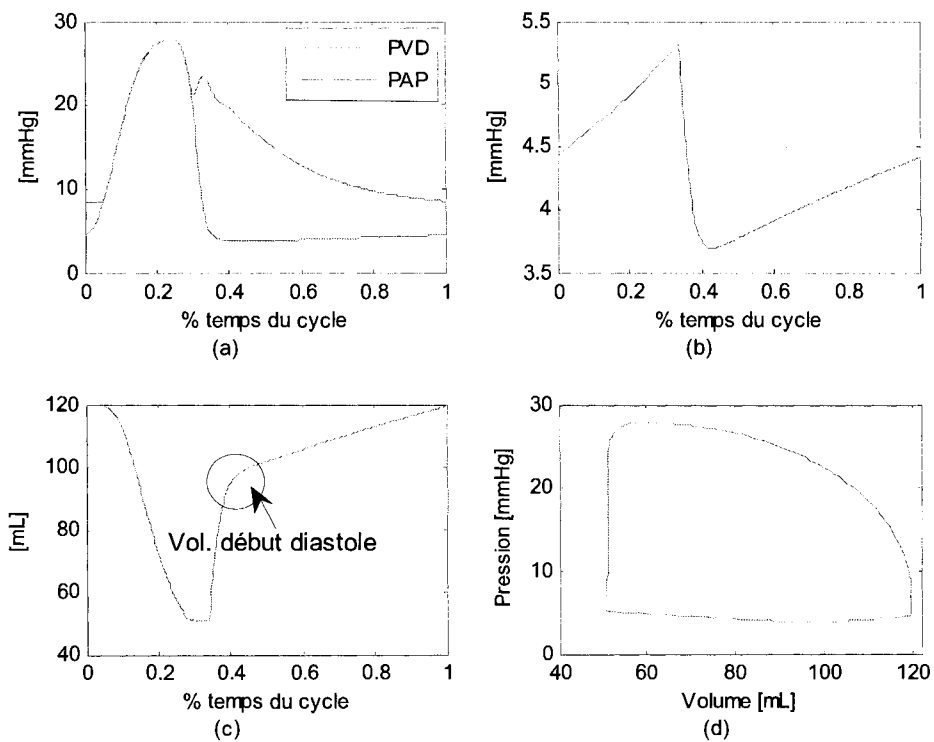 30
20
10
0
[mmHg]
PVD
PAP
0 0.2 0.4 0.6 0.8 1
% temps du cycle
(a)
5.5
5
4.5
4
3.5
[mmHg]
0 0.2 0.4 0.6 0.8 1
% temps du cycle
(b)
120
100
80
60
40
[mL]
Vol. début diastole
0 0.2 0.4 0.6 0.8 1
% temps du cycle
(c)
30
20
10
0
Pression [mmHg]
40 60 80 100 120
Volume [mL]
(d)